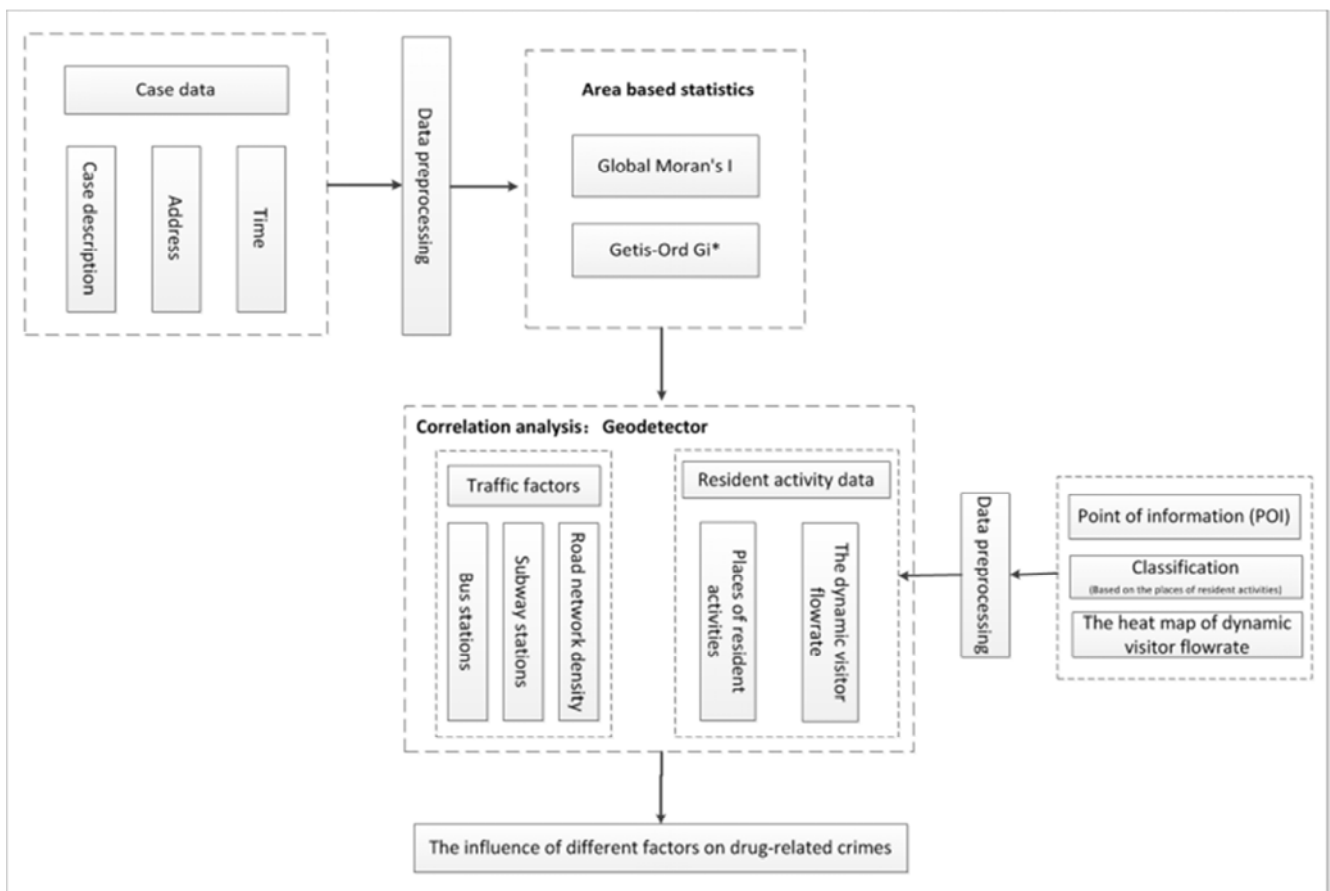 Case data
Case description
Address
Time
Data preprocessing
Area based statistics
Global Moran's I
Getis-Ord Gi*
Correlation analysis： Geodetector
Traffic factors
Bus stations
Subway stations
Road network density
Resident activity data
Places of resident
activities
The dynamic visitor
flowrate
Data preprocessing
Point of information (POI)
Classification
(Based on the places of resident activities)
The heat map of dynamic
visitor flowrate
The influence of different factors on drug-related crimes